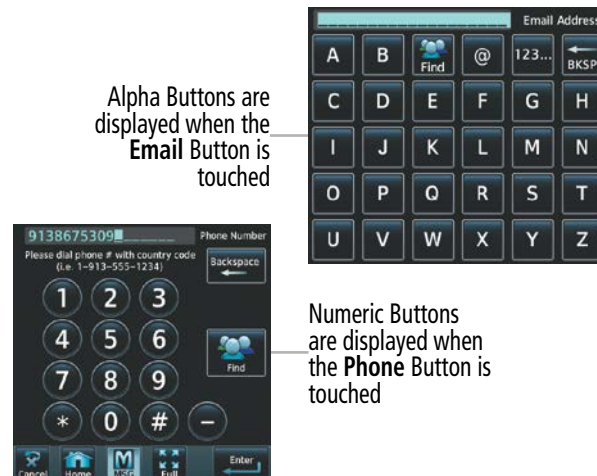 Email Address
A B Find @ 123... BKSP
C D E F G H
I J K L M N
O P Q R S T
U V W X Y Z
Alpha Buttons are
displayed when the
Email Button is
touched
9138675309 Phone Number
Please dial phone # with country code
(i.e. 1-913-555-1234)
Backspace
1 2 3
4 5 6
Find
7 8 9
* 0 # -
Cancel Home M MSG Full Enter
Numeric Buttons
are displayed when
the Phone Button is
touched